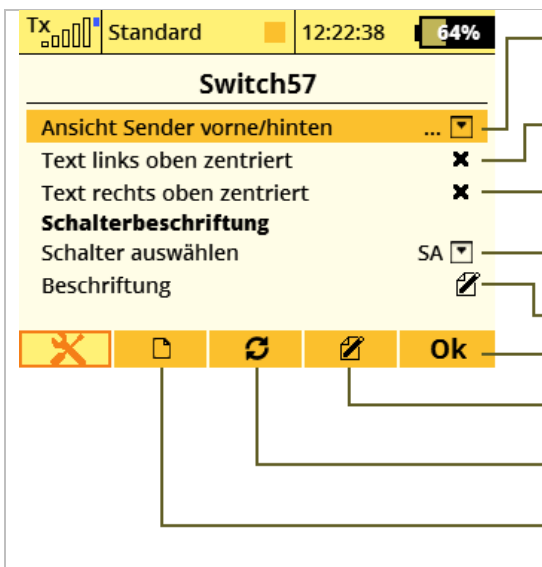 Tx Standard 12:22:38 64%
Switch57
Ansicht Sender vorne/hinten ...
Text links oben zentriert
Text rechts oben zentriert
Schalterbeschriftung
Schalter auswählen SA
Beschriftung
Ok